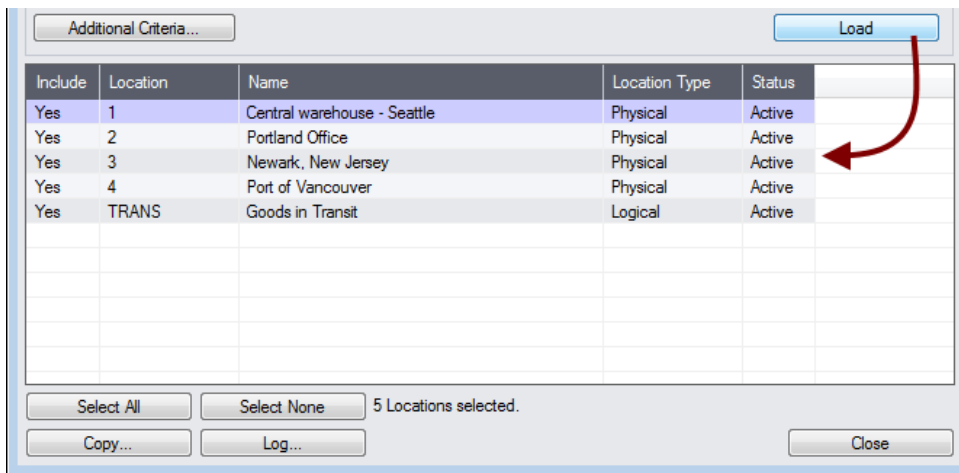 Additional Criteria... Load
Include Location Name Location Type Status
Yes 1 Central warehouse - Seattle Physical Active
Yes 2 Portland Office Physical Active
Yes 3 Newark, New Jersey Physical Active
Yes 4 Port of Vancouver Physical Active
Yes TRANS Goods in Transit Logical Active
Select All Select None 5 Locations selected.
Copy... Log... Close